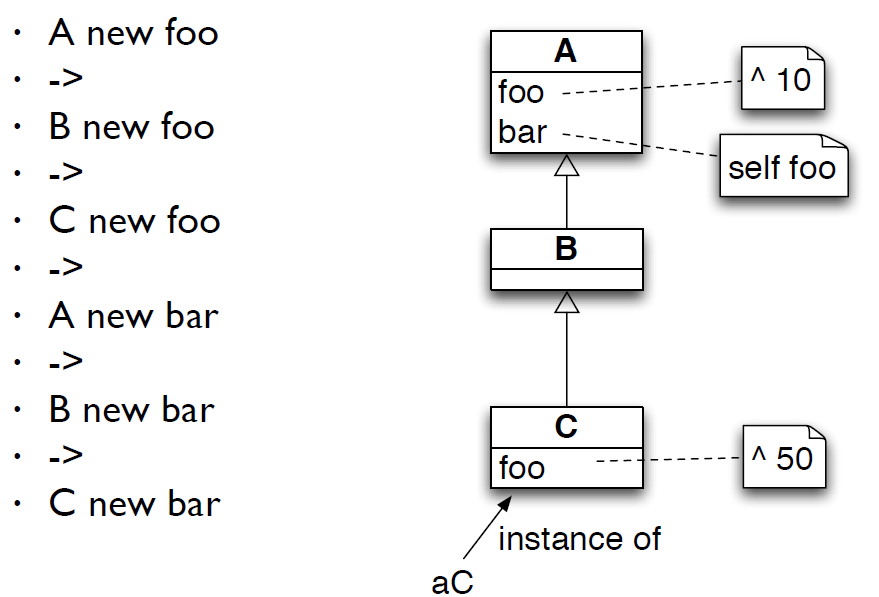 • A new foo
• ->
• B new foo
• ->
• C new foo
• ->
• A new bar
• ->
• B new bar
• ->
• C new bar
A
foo
bar
^ 10
self foo
B
C
foo
^ 50
instance of
aC